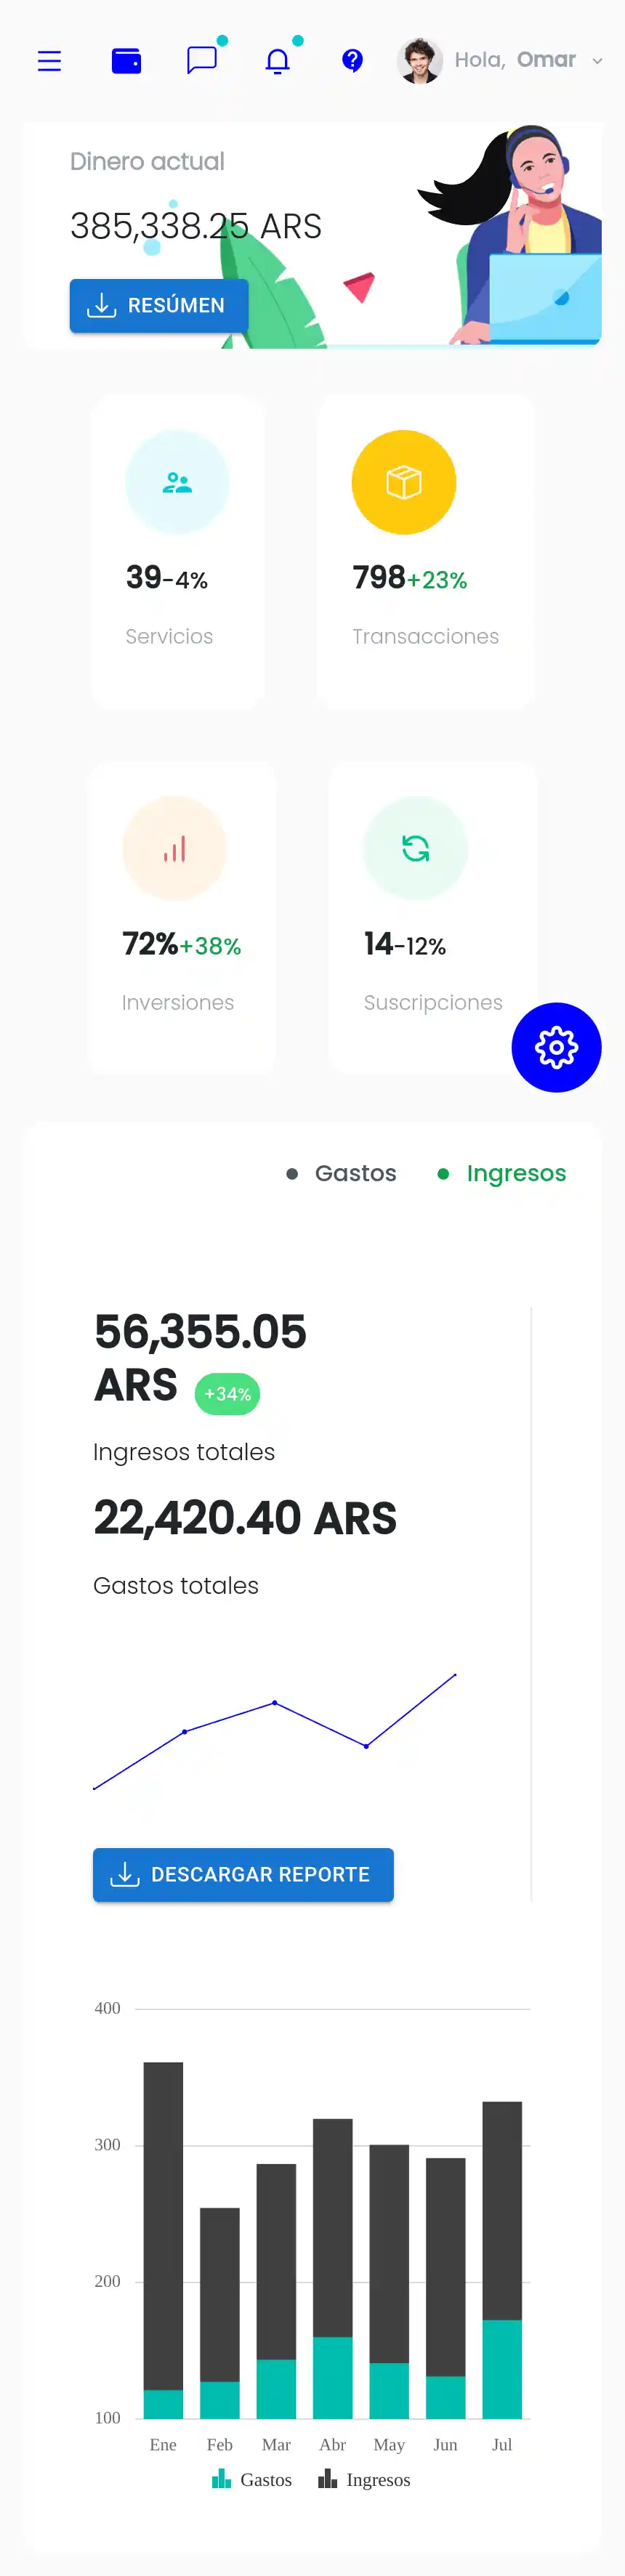 Hola, Omar
Dinero actual
385,338.25 ARS
RESÚMEN
39-4%
Servicios
798+23%
Transacciones
72%+38%
Inversiones
14-12%
Suscripciones
Gastos
Ingresos
56,355.05
ARS +34%
Ingresos totales
22,420.40 ARS
Gastos totales
DESCARGAR REPORTE
400
300
200
100
Ene Feb Mar Abr May Jun Jul
Gastos Ingresos